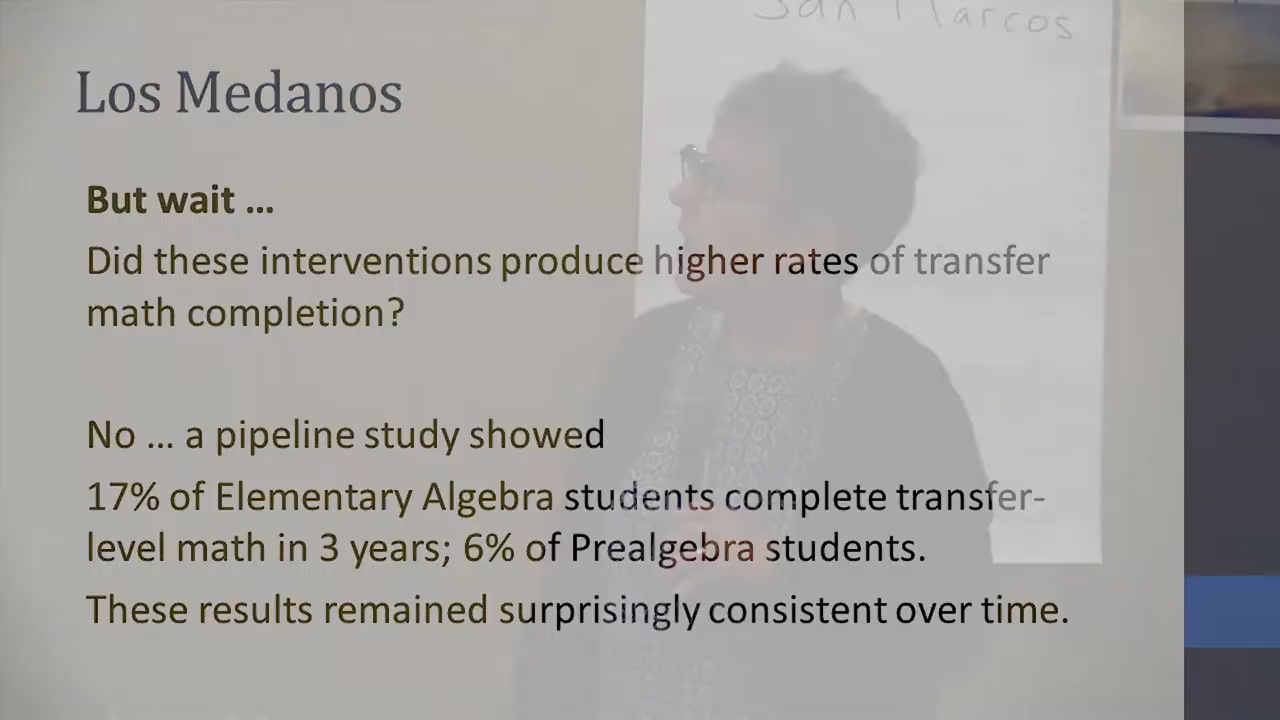 San Marcos
Los Medanos
But wait …
Did these interventions produce higher rates of transfer
math completion?
No … a pipeline study showed
17% of Elementary Algebra students complete transfer-
level math in 3 years; 6% of Prealgebra students.
These results remained surprisingly consistent over time.